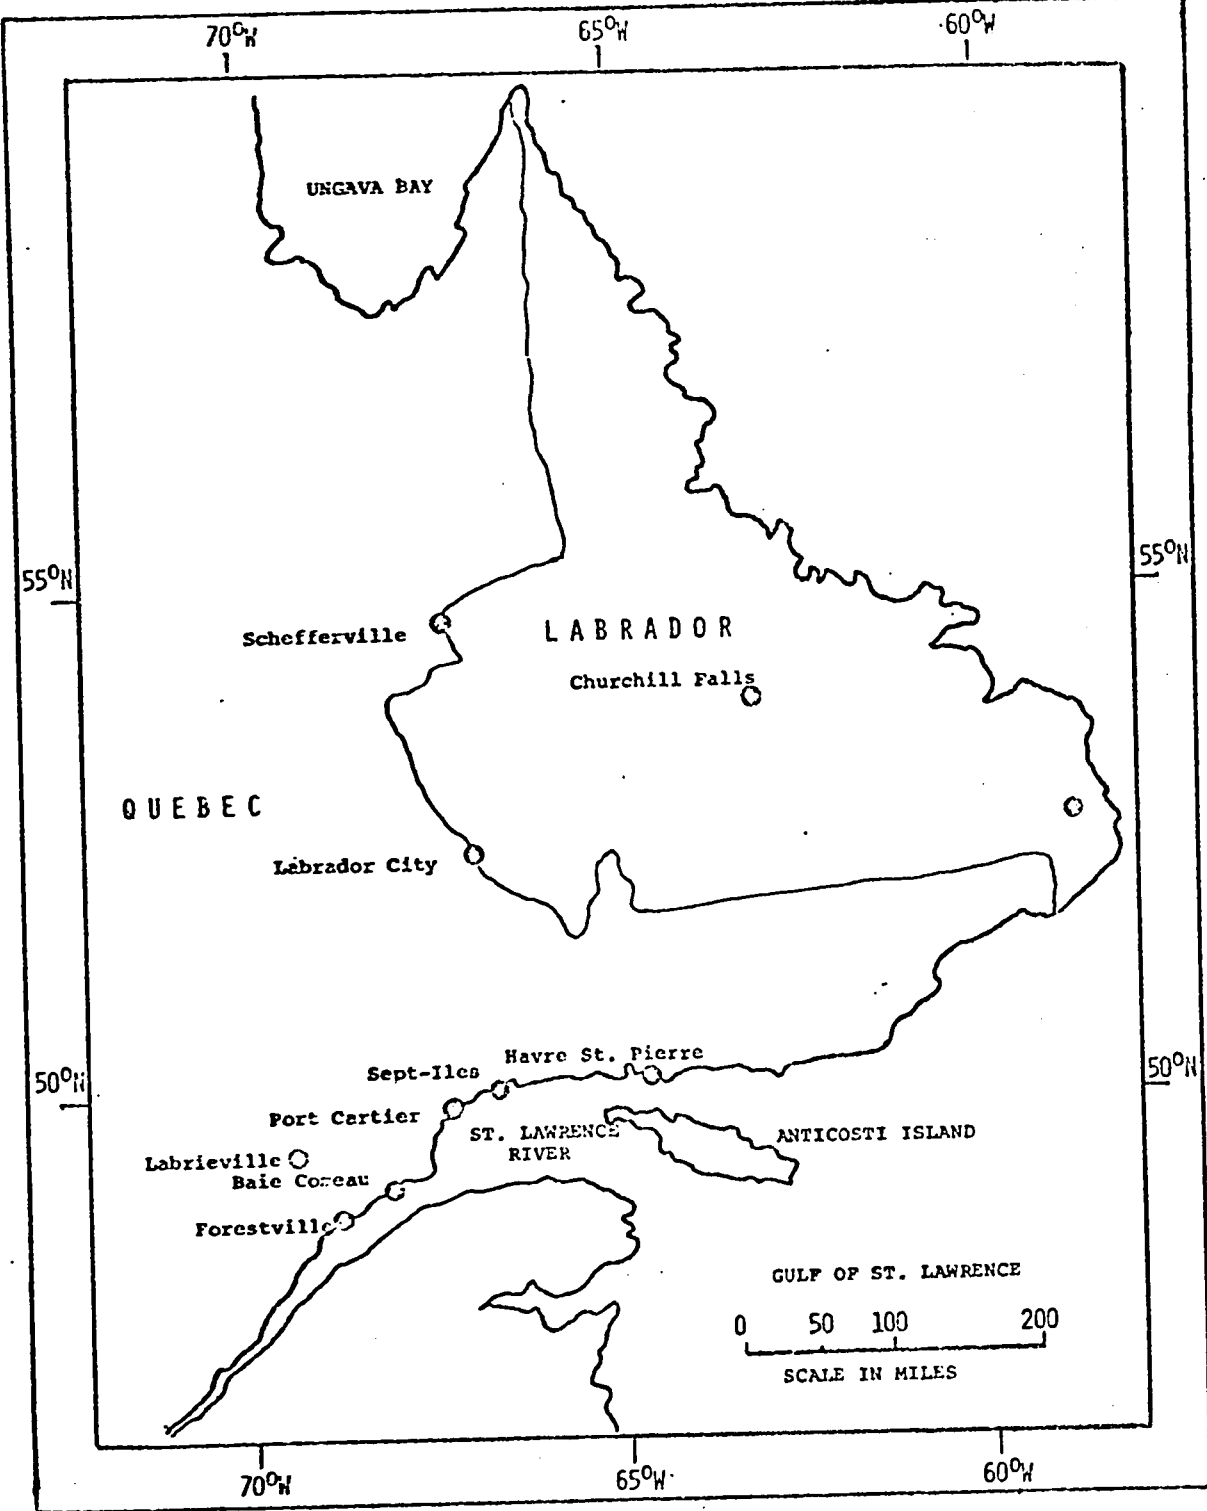 70°W 65°W 60°W
UNGAVA BAY
55°N 55°N
Schefferville
LABRADOR
Churchill Falls
QUEBEC
Labrador City
Havre St. Pierre
50°N 50°N
Sept-Iles
Port Cartier
ST. LAWRENCE
RIVER
ANTICOSTI ISLAND
Labrieville
Baie Comeau
Forestville
GULF OF ST. LAWRENCE
0 50 100 200
SCALE IN MILES
70°W 65°W 60°W